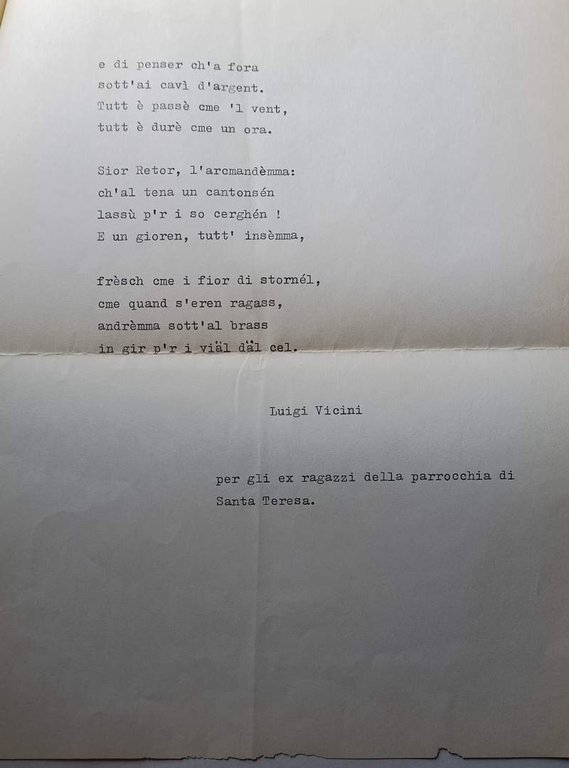 e di penser ch'a fora
sott'ai cavì d'argent.
Tutt è passè cme 'l vent,
tutt è durè cme un ora.
Sior Retor, l'arcmandèmma:
ch'al tena un cantonsén
lassù p'r i so cerghén !
E un gioren, tutt' insèmma,
frèsch cme i fior di stornél,
cme quand s'eren ragass,
andrèmma sott'al brass
in gir p'r i viäl däl cel.
Luigi Vicini
per gli ex ragazzi della parrocchia di
Santa Teresa.